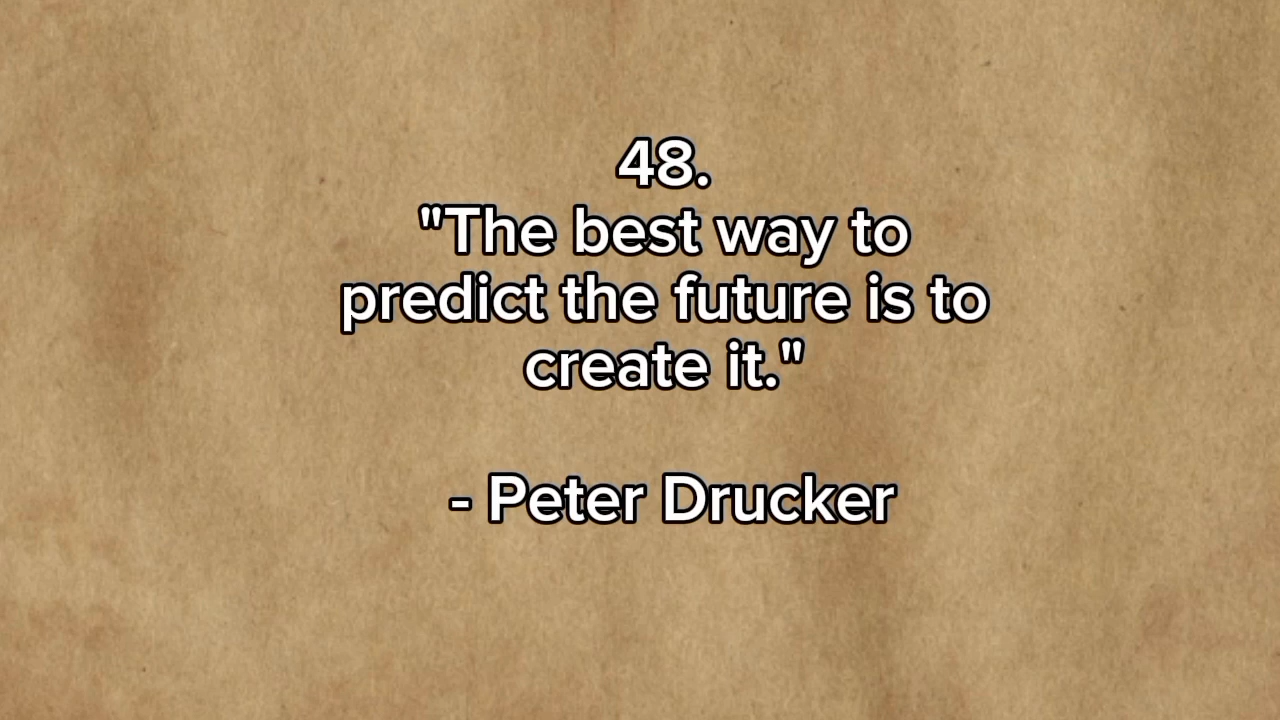 48.
"The best way to
predict the future is to
create it."
- Peter Drucker